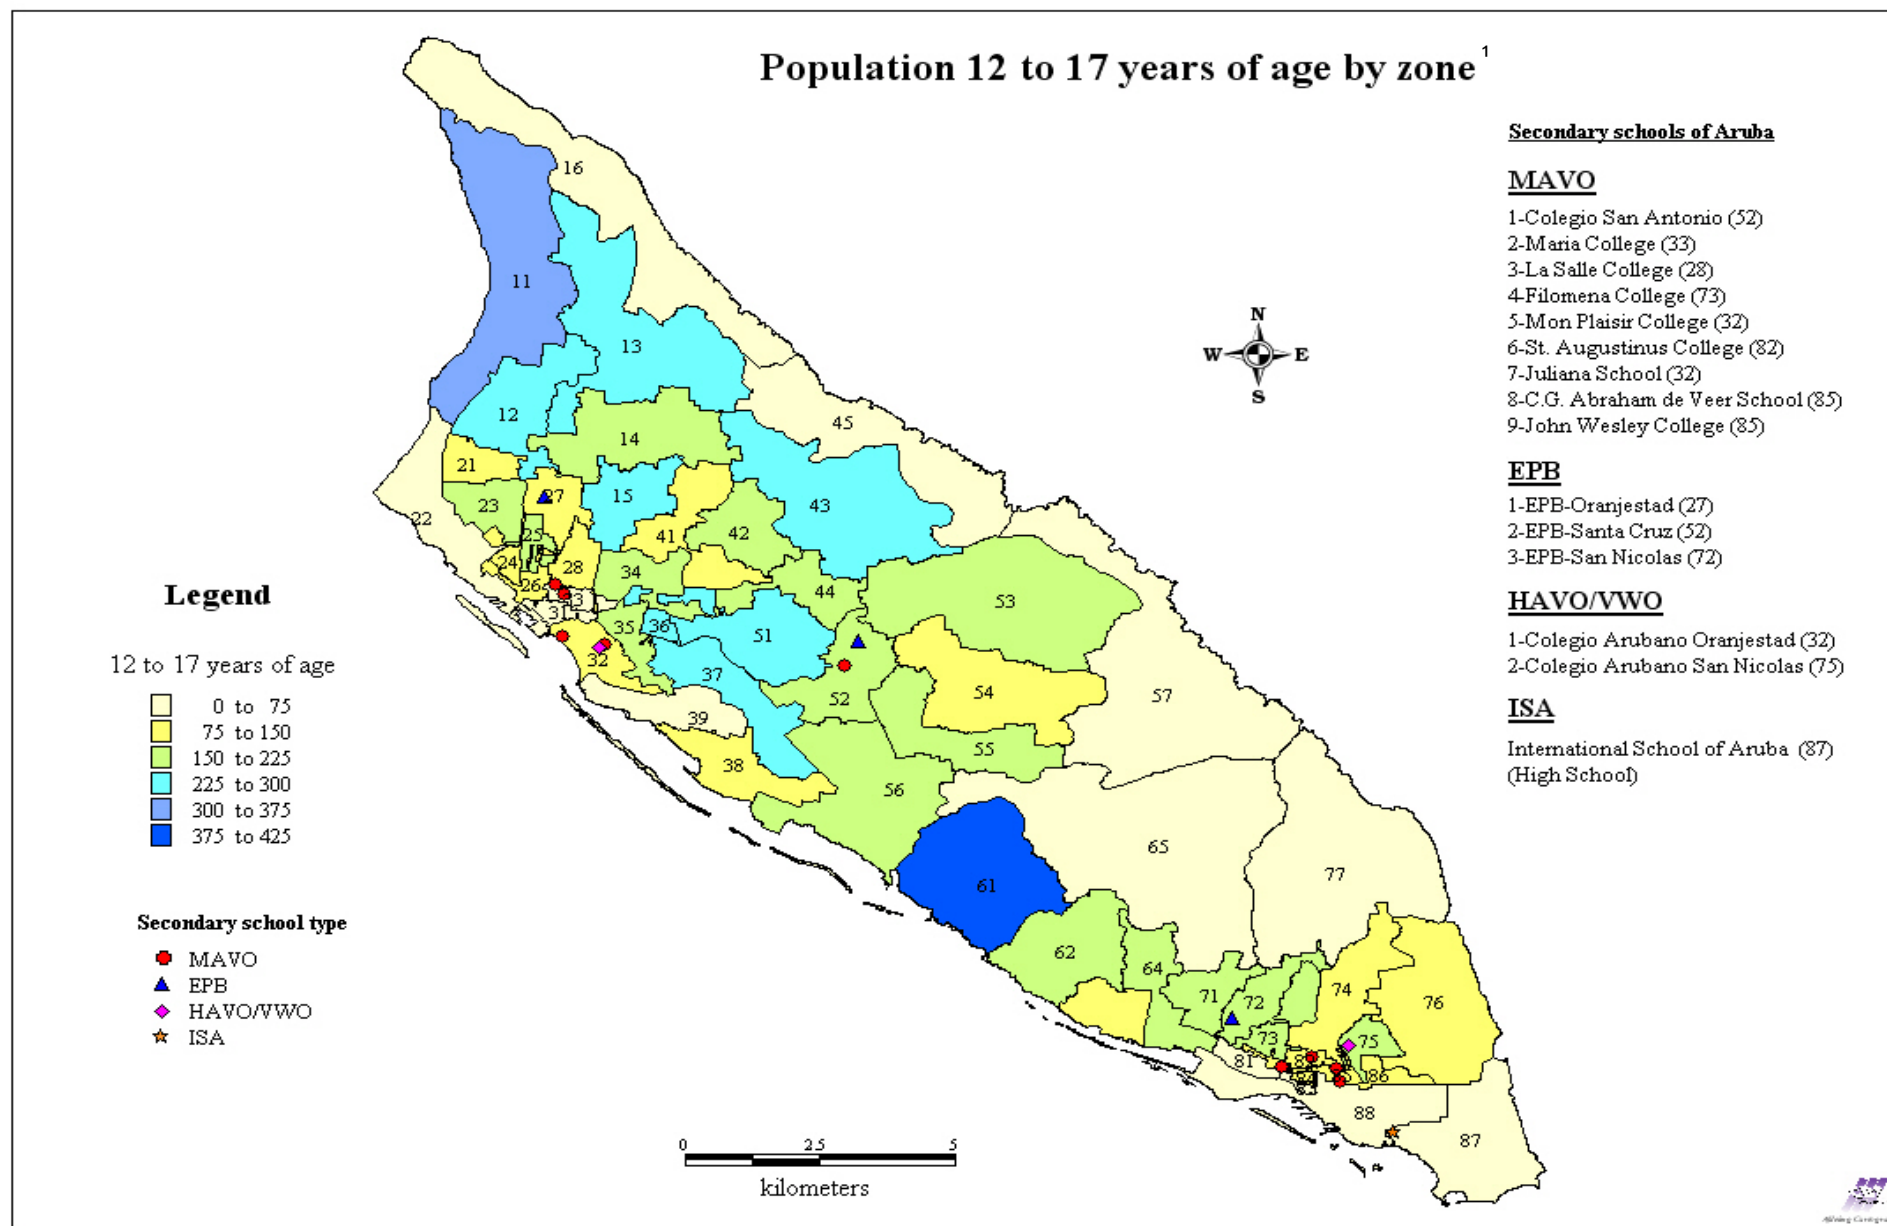 Population 12 to 17 years of age by zone 1
Secondary schools of Aruba
MAVO
1-Colegio San Antonio (52)
2-Maria College (33)
3-La Salle College (28)
4-Filomena College (73)
5-Mon Plaisir College (32)
6-St. Augustinus College (82)
7-Juliana School (32)
8-C.G. Abraham de Veer School (85)
9-John Wesley College (85)
EPB
1-EPB-Oranjestad (27)
2-EPB-Santa Cruz (52)
3-EPB-San Nicolas (72)
HAVO/VWO
1-Colegio Arubano Oranjestad (32)
2-Colegio Arubano San Nicolas (75)
ISA
International School of Aruba (87)
(High School)
N
W E
S
16
11
13
12
45
14
21
15
43
23
27
22
25
41
42
24
28
26
34
44
53
31
35
36
51
32
37
54
52
57
39
55
38
56
65
61
77
62
64
71
72
74
76
73
75
81
86
88
87
Legend
12 to 17 years of age
0 to 75
75 to 150
150 to 225
225 to 300
300 to 375
375 to 425
Secondary school type
MAVO
EPB
HAVO/VWO
ISA
0 2.5 5
kilometers